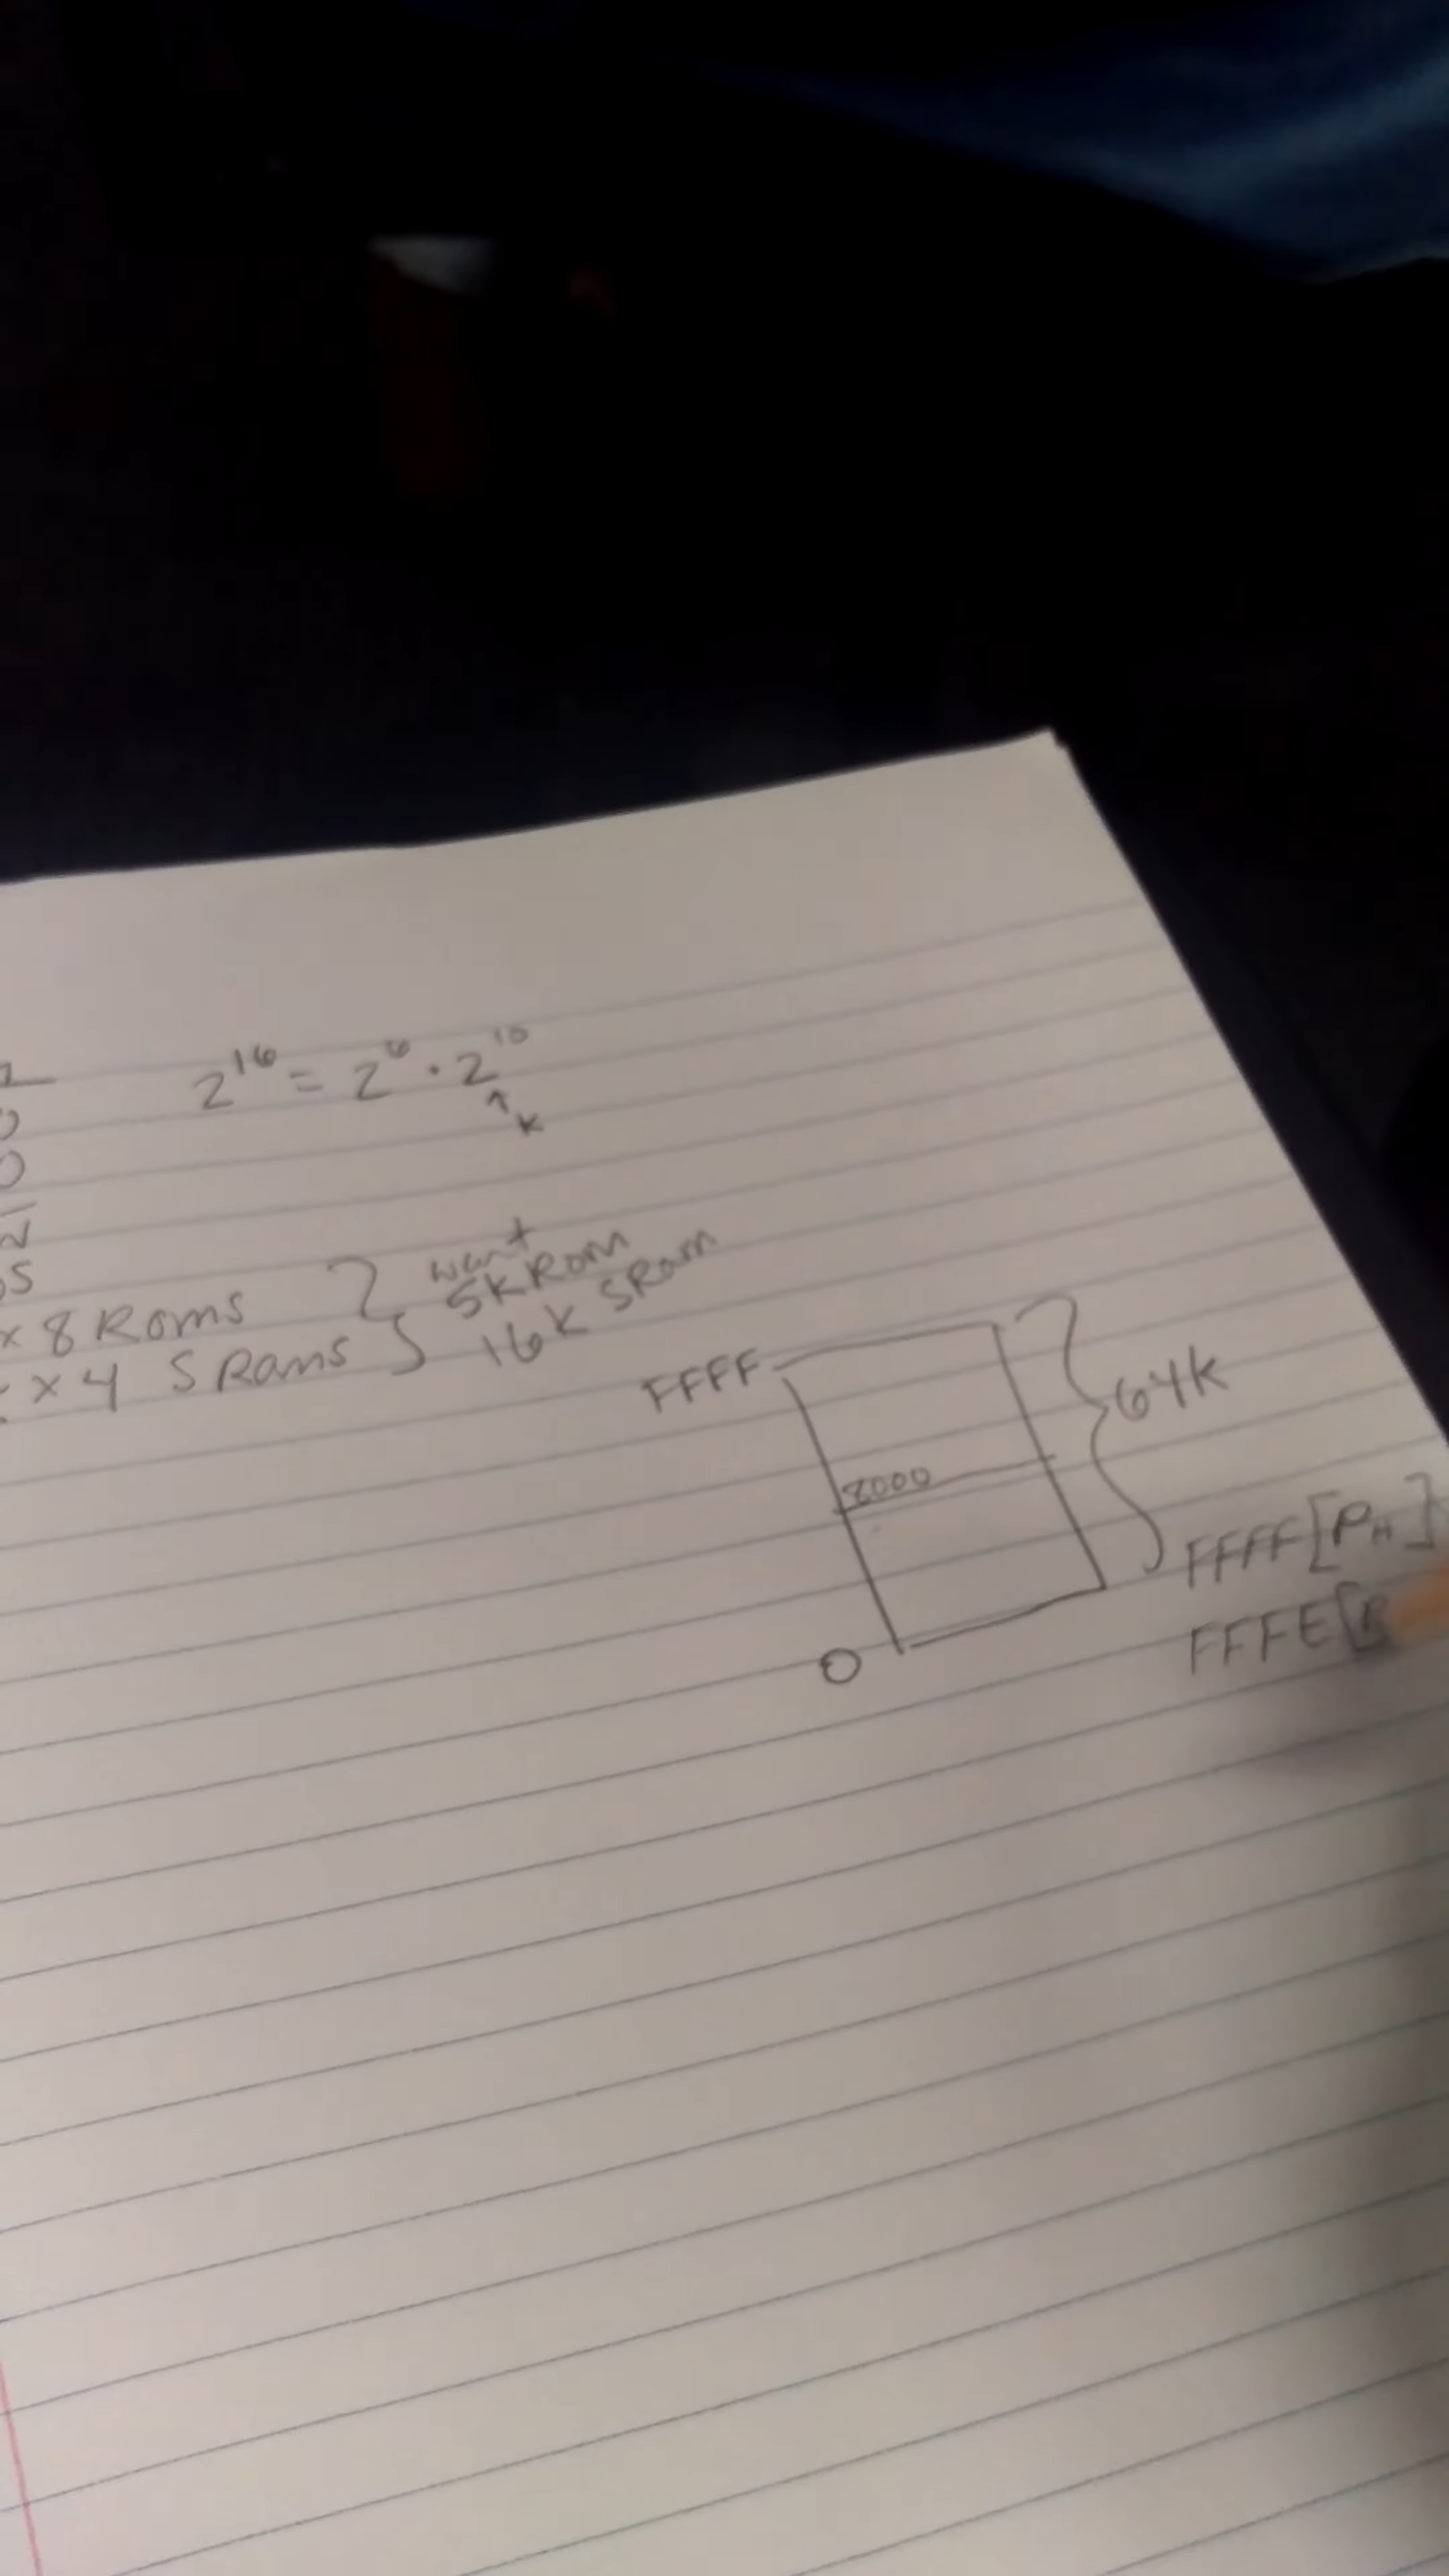 2^16 = 2^6 · 2^10
↑
K
want
x 8 Roms } 5K Rom
x 4 S Rams } 16K SRam
FFFF
64K
8000
FFFF[PH]
FFFE[
0